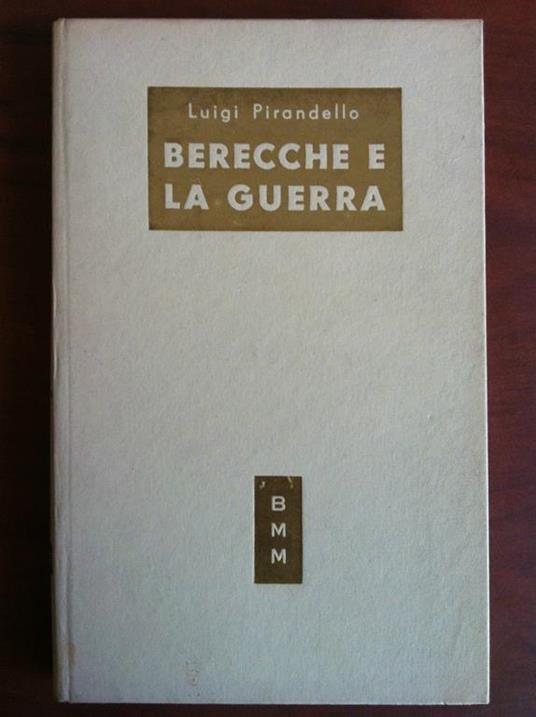 Luigi Pirandello
BERECCHE E
LA GUERRA
B
M
M